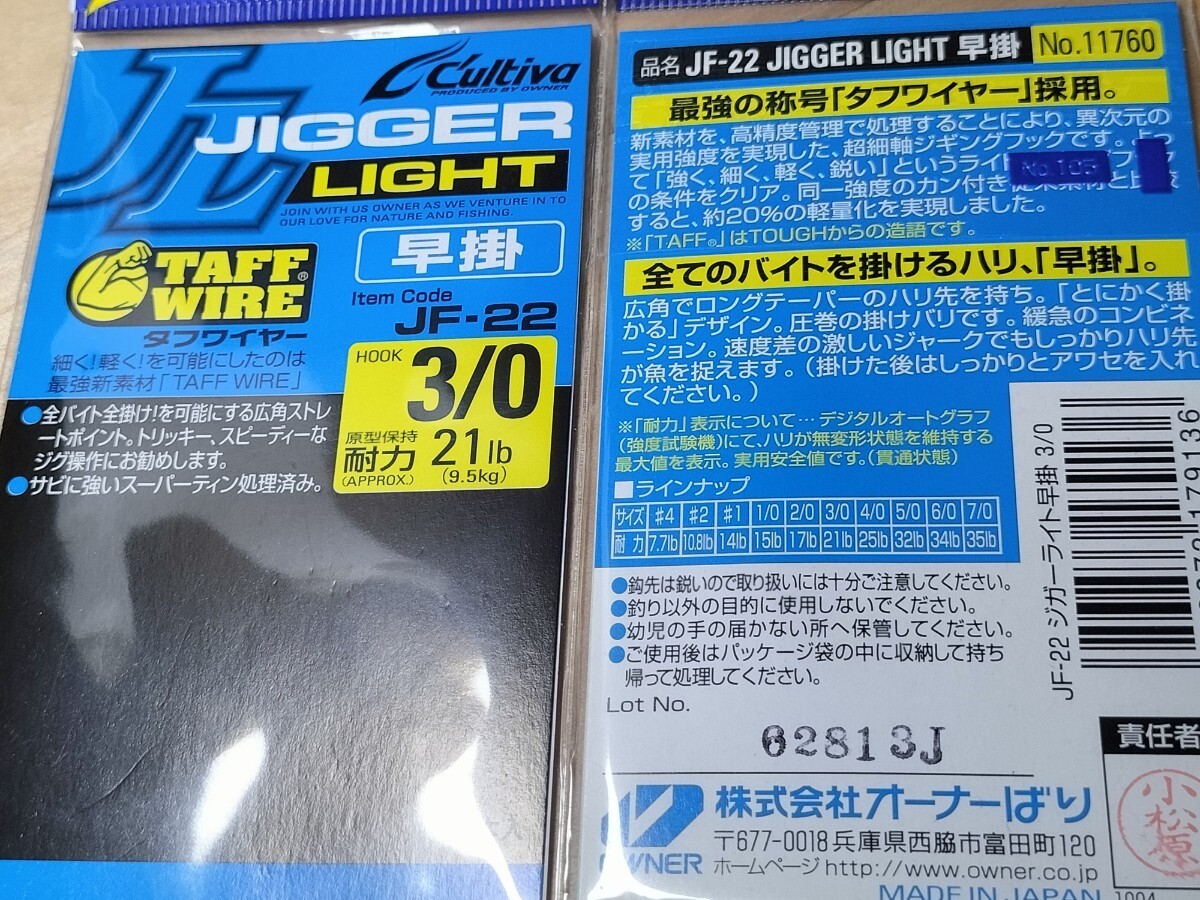 JL
C'ultiva
PRODUCED BY OWNER
JIGGER
LIGHT
JOIN WITH US OWNER AS WE VENTURE IN TO
OUR LOVE FOR NATURE AND FISHING.
早掛
TAFF®
WIRE
タフワイヤー
Item Code
JF-22
細く!軽く!を可能にしたのは
最強新素材「TAFF WIRE」
HOOK
3/0
原型保持
耐力 21lb
(APPROX.) (9.5kg)
●全バイト全掛け!を可能にする広角ストレ
ートポイント。トリッキー、スピーディーな
ジグ操作にお勧めします。
●サビに強いスーパーティン処理済み。
品名 JF-22 JIGGER LIGHT 早掛 No.11760
最強の称号「タフワイヤー」採用。
新素材を、高精度管理で処理することにより、異次元の
実用強度を実現した、超細軸ジギングフックです。よっ
て「強く、細く、軽く、鋭い」というライト
の条件をクリア。同一強度のカン付き従来素材と比較
すると、約20%の軽量化を実現しました。
No.105
※「TAFF®」はTOUGHからの造語です。
全てのバイトを掛けるハリ、「早掛」。
広角でロングテーパーのハリ先を持ち。「とにかく掛
かる」デザイン。圧巻の掛けバリです。緩急のコンビネ
ーション。速度差の激しいジャークでもしっかりハリ先
が魚を捉えます。(掛けた後はしっかりとアワセを入れ
てください。)
※「耐力」表示について…デジタルオートグラフ
(強度試験機)にて、ハリが無変形状態を維持する
最大値を表示。実用安全値です。(貫通状態)
■ラインナップ
サイズ #4 #2 #1 1/0 2/0 3/0 4/0 5/0 6/0 7/0
耐力 7.7lb 10.8lb 14lb 15lb 17lb 21lb 25lb 32lb 34lb 35lb
●鈎先は鋭いので取り扱いには十分ご注意してください。
●釣り以外の目的に使用しないでください。
●幼児の手の届かない所へ保管してください。
●ご使用後はパッケージ袋の中に収納して持ち
帰って処理してください。
Lot No.
62813J
JF-22 ジガーライト早掛 3/0
責任者
小松原
OWNER
株式会社オーナーばり
〒677-0018 兵庫県西脇市富田町120
ホームページ http://www.owner.co.jp
MADE IN JAPAN